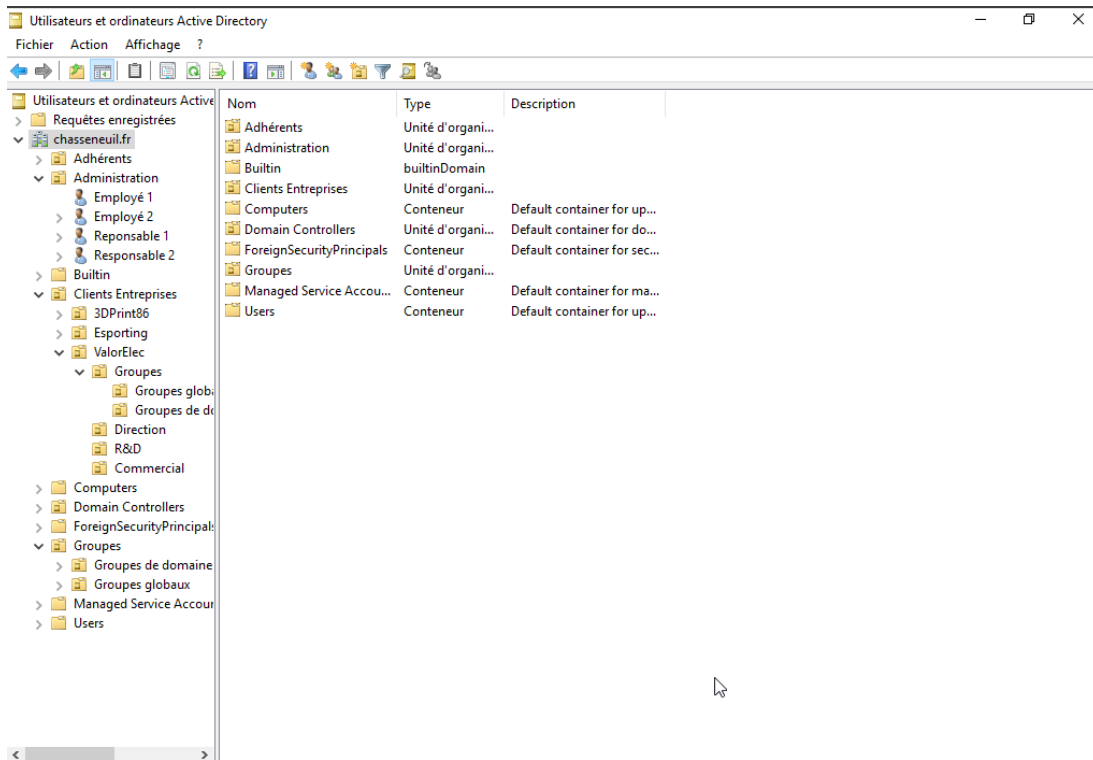 Utilisateurs et ordinateurs Active Directory
Fichier Action Affichage ?
Utilisateurs et ordinateurs Active
Requêtes enregistrées
chasseneuil.fr
Adhérents
Administration
Employé 1
Employé 2
Reponsable 1
Responsable 2
Builtin
Clients Entreprises
3DPrint86
Esporting
ValorElec
Groupes
Groupes globa
Groupes de do
Direction
R&D
Commercial
Computers
Domain Controllers
ForeignSecurityPrincipals
Groupes
Groupes de domaine
Groupes globaux
Managed Service Accour
Users
Nom Type Description
Adhérents Unité d'organi...
Administration Unité d'organi...
Builtin builtinDomain
Clients Entreprises Unité d'organi...
Computers Conteneur Default container for up...
Domain Controllers Unité d'organi... Default container for do...
ForeignSecurityPrincipals Conteneur Default container for sec...
Groupes Unité d'organi...
Managed Service Accou... Conteneur Default container for ma...
Users Conteneur Default container for up...